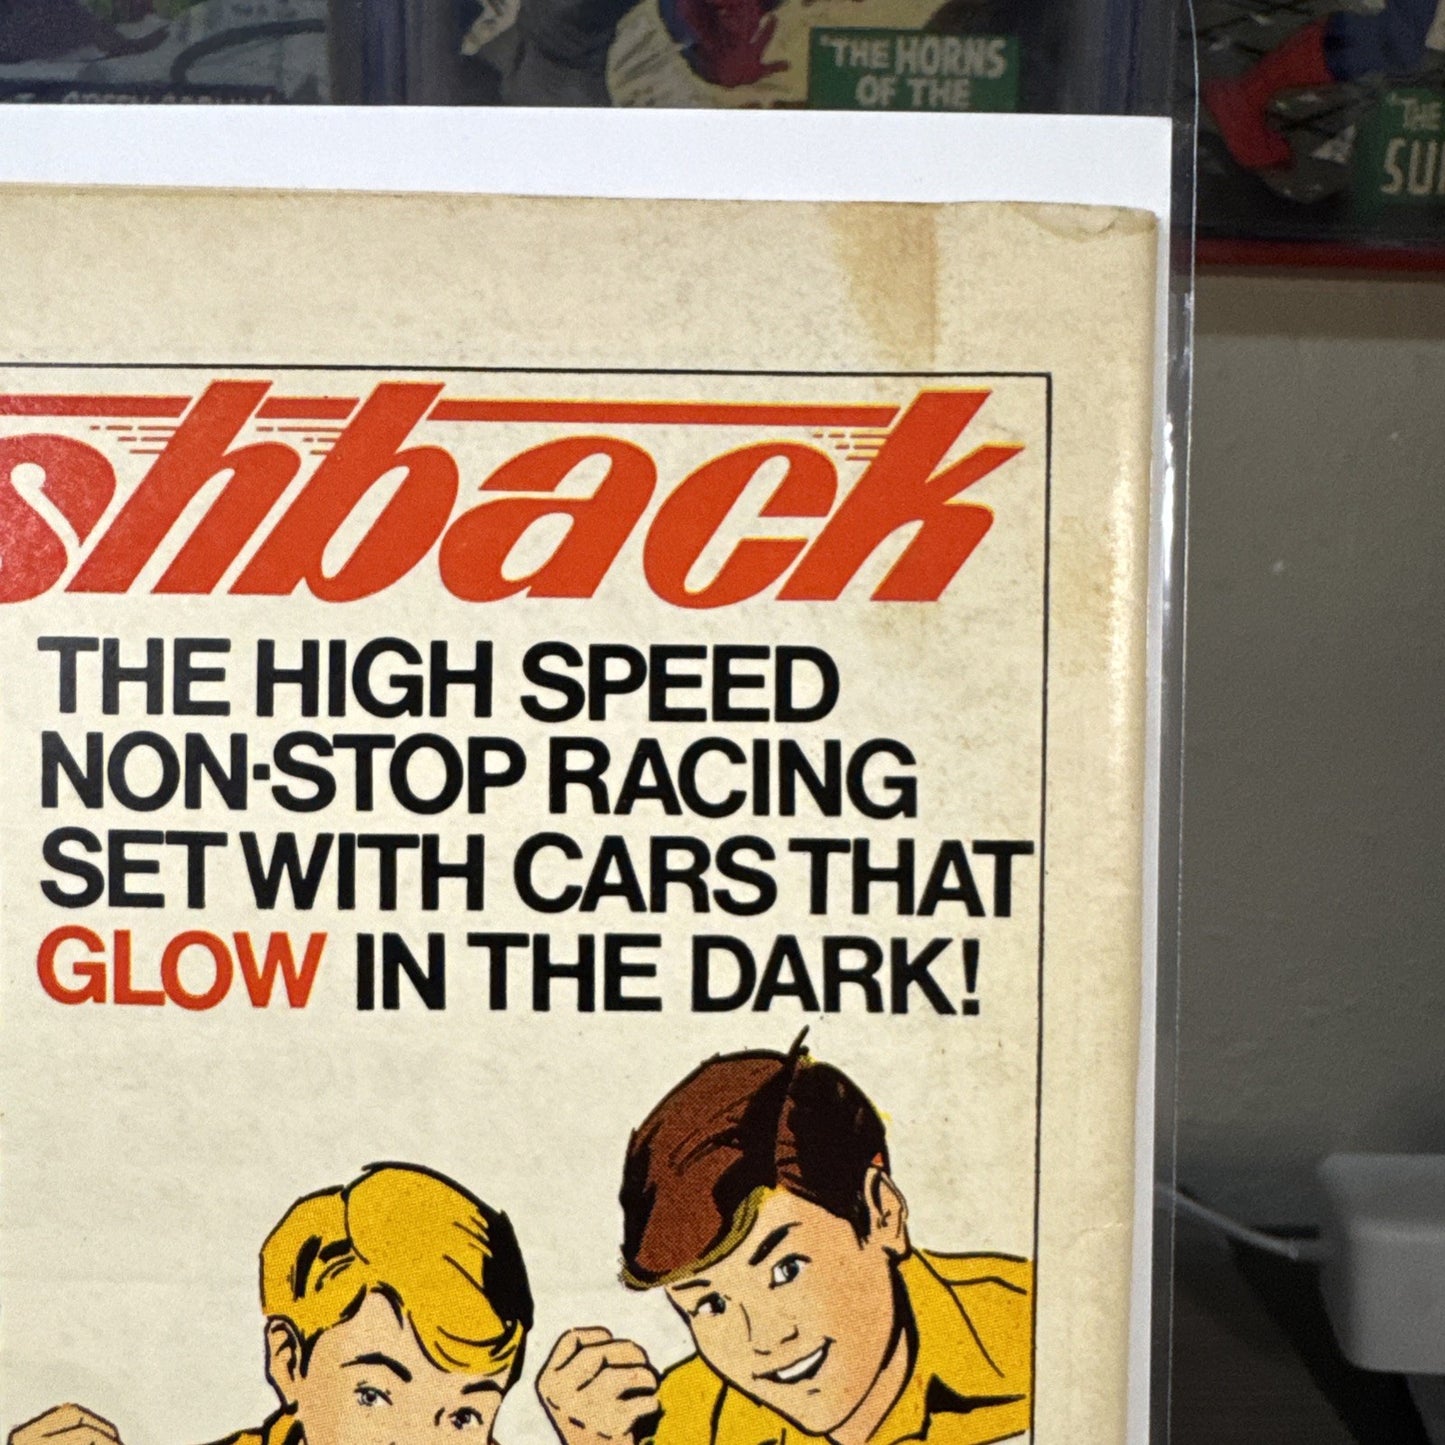 "THE HORNS
OF THE
"THE
shback
THE HIGH SPEED
NON-STOP RACING
SET WITH CARS THAT
GLOW IN THE DARK!